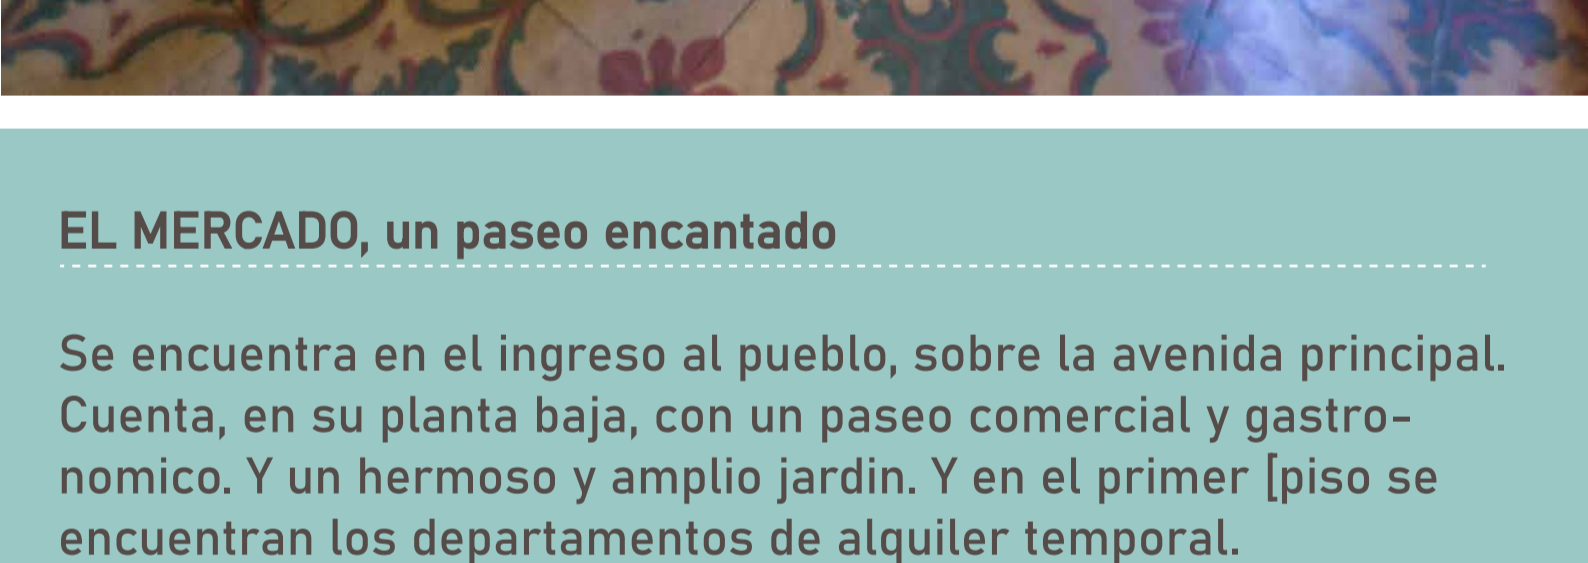 EL MERCADO, un paseo encantado
Se encuentra en el ingreso al pueblo, sobre la avenida principal.
Cuenta, en su planta baja, con un paseo comercial y gastro-
nomico. Y un hermoso y amplio jardin. Y en el primer [piso se
encuentran los departamentos de alquiler temporal.